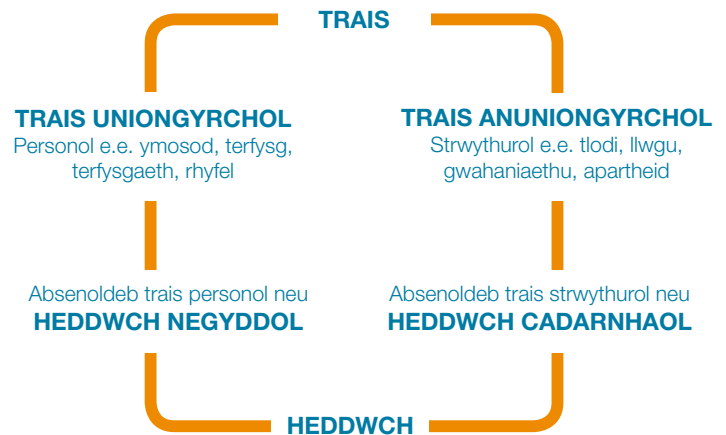 TRAIS
TRAIS UNIONGYRCHOL
Personol e.e. ymosod, terfysg,
terfysgaeth, rhyfel
TRAIS ANUNIONGYRCHOL
Strwythurol e.e. tlodi, llwgu,
gwahaniaethu, apartheid
Absenoldeb trais personol neu
HEDDWCH NEGYDDOL
Absenoldeb trais strwythurol neu
HEDDWCH CADARNHAOL
HEDDWCH